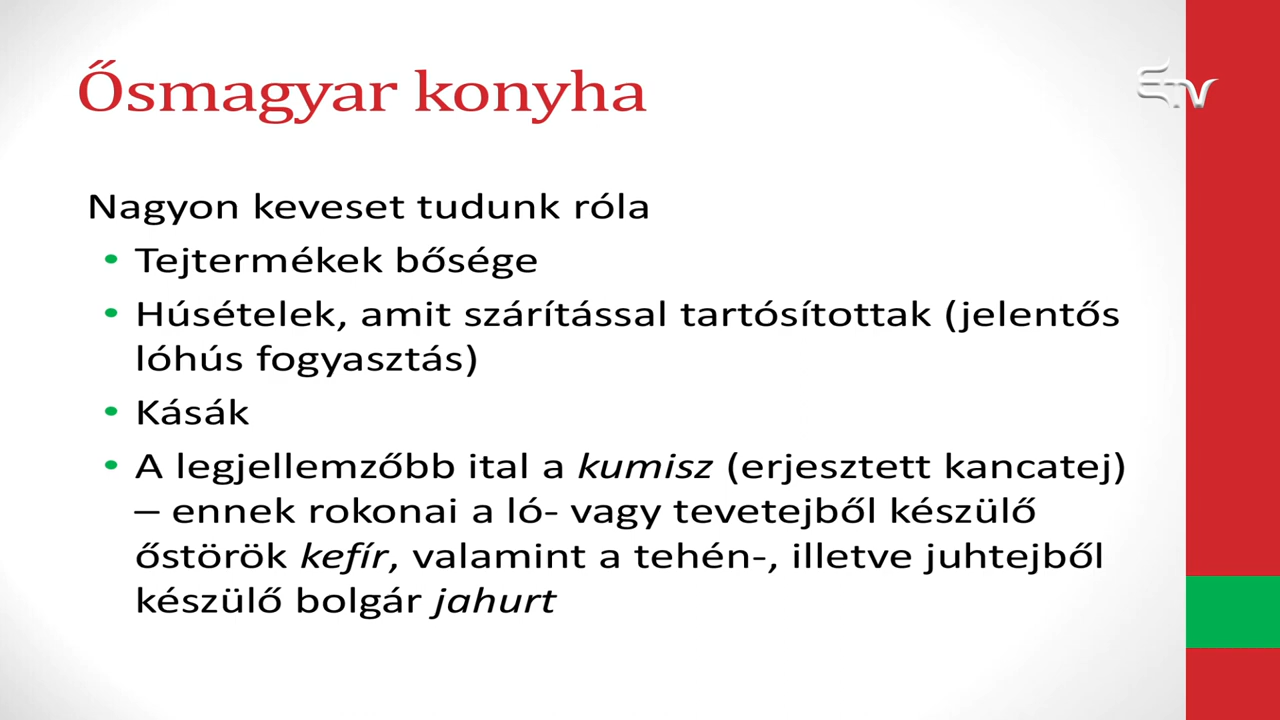 Ősmagyar konyha
ETV
Nagyon keveset tudunk róla
• Tejtermékek bősége
• Húsételek, amit szárítással tartósítottak (jelentős
lóhús fogyasztás)
• Kásák
• A legjellemzőbb ital a kumisz (erjesztett kancatej)
– ennek rokonai a ló- vagy tevetejből készülő
őstörök kefír, valamint a tehén-, illetve juhtejből
készülő bolgár jahurt